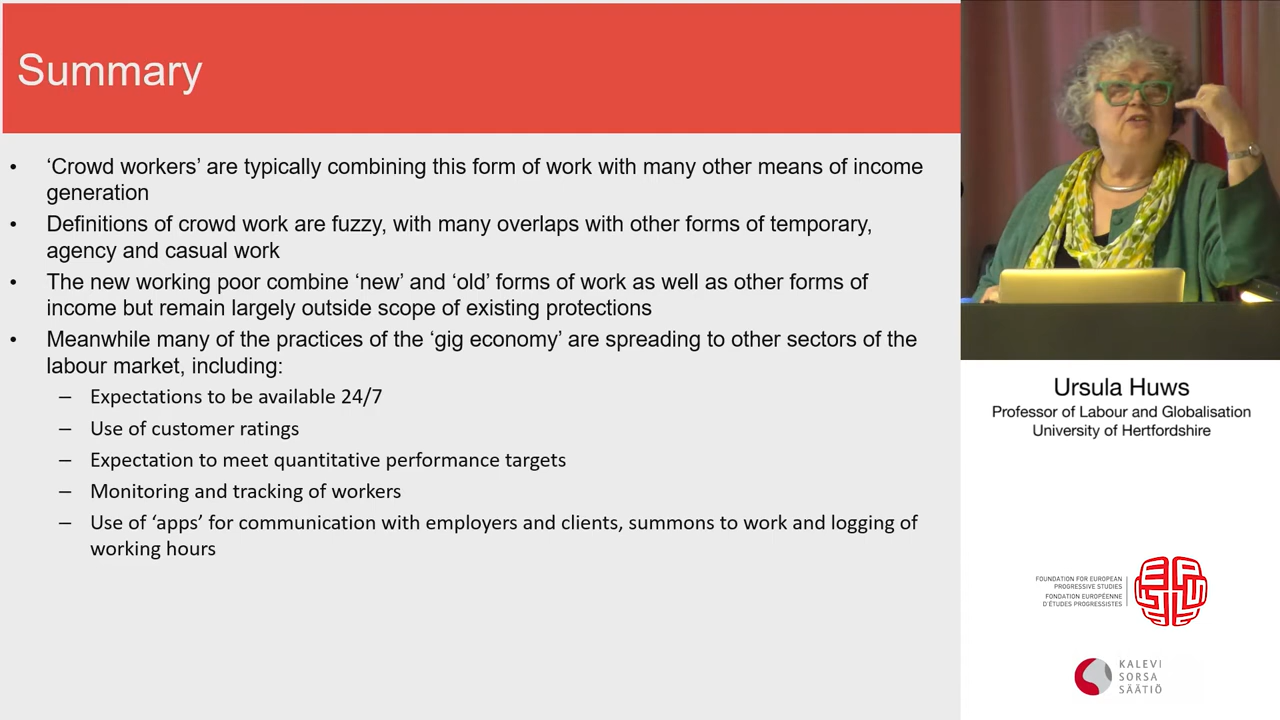 Summary
• ‘Crowd workers’ are typically combining this form of work with many other means of income
generation
• Definitions of crowd work are fuzzy, with many overlaps with other forms of temporary,
agency and casual work
• The new working poor combine ‘new’ and ‘old’ forms of work as well as other forms of
income but remain largely outside scope of existing protections
• Meanwhile many of the practices of the ‘gig economy’ are spreading to other sectors of the
labour market, including:
– Expectations to be available 24/7
– Use of customer ratings
– Expectation to meet quantitative performance targets
– Monitoring and tracking of workers
– Use of ‘apps’ for communication with employers and clients, summons to work and logging of
working hours
Ursula Huws
Professor of Labour and Globalisation
University of Hertfordshire
FOUNDATION FOR EUROPEAN
PROGRESSIVE STUDIES
FONDATION EUROPÉENNE
D'ÉTUDES PROGRESSISTES
KALEVI
SORSA
SÄÄTIÖ